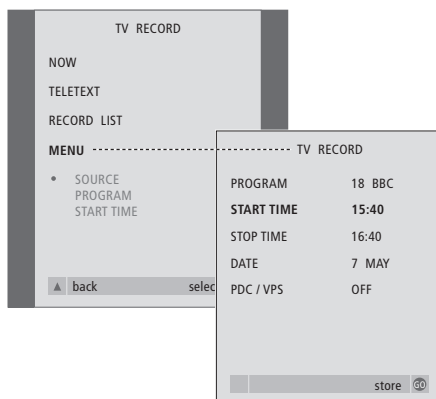 TV RECORD
NOW
TELETEXT
RECORD LIST
MENU
• SOURCE
PROGRAM
START TIME
▲ back selec
TV RECORD
PROGRAM 18 BBC
START TIME 15:40
STOP TIME 16:40
DATE 7 MAY
PDC / VPS OFF
store GO